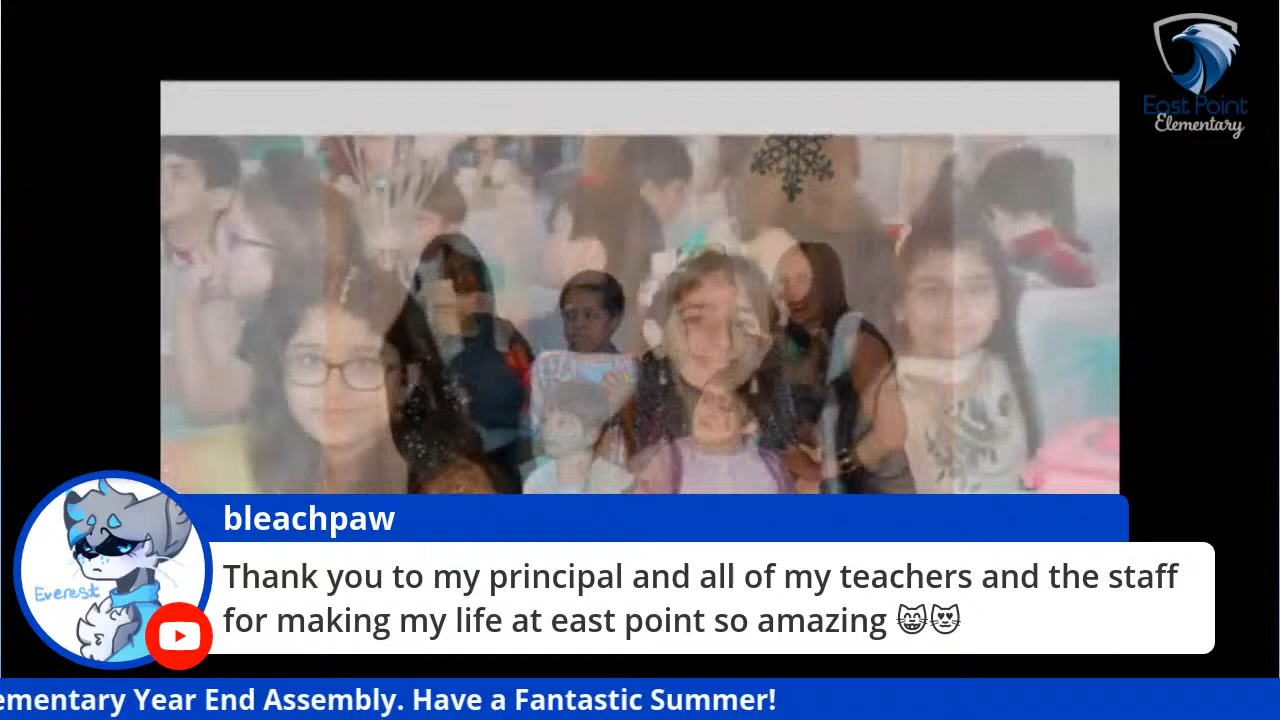 East Point
Elementary
bleachpaw
Thank you to my principal and all of my teachers and the staff
for making my life at east point so amazing 😸😻
Everest
ementary Year End Assembly. Have a Fantastic Summer!